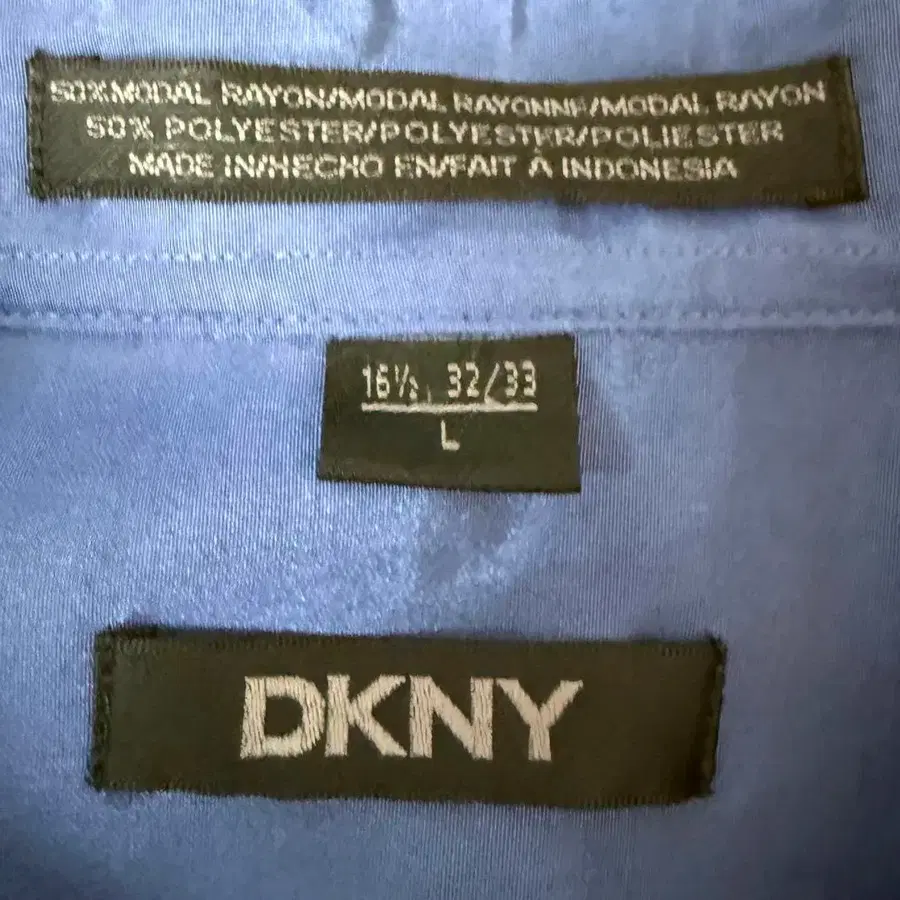 50% MODAL RAYON/MODAL RAYONNE/MODAL RAYON
50% POLYESTER/POLYESTER/POLIESTER
MADE IN/HECHO EN/FAIT À INDONESIA
16½, 32/33
L
DKNY